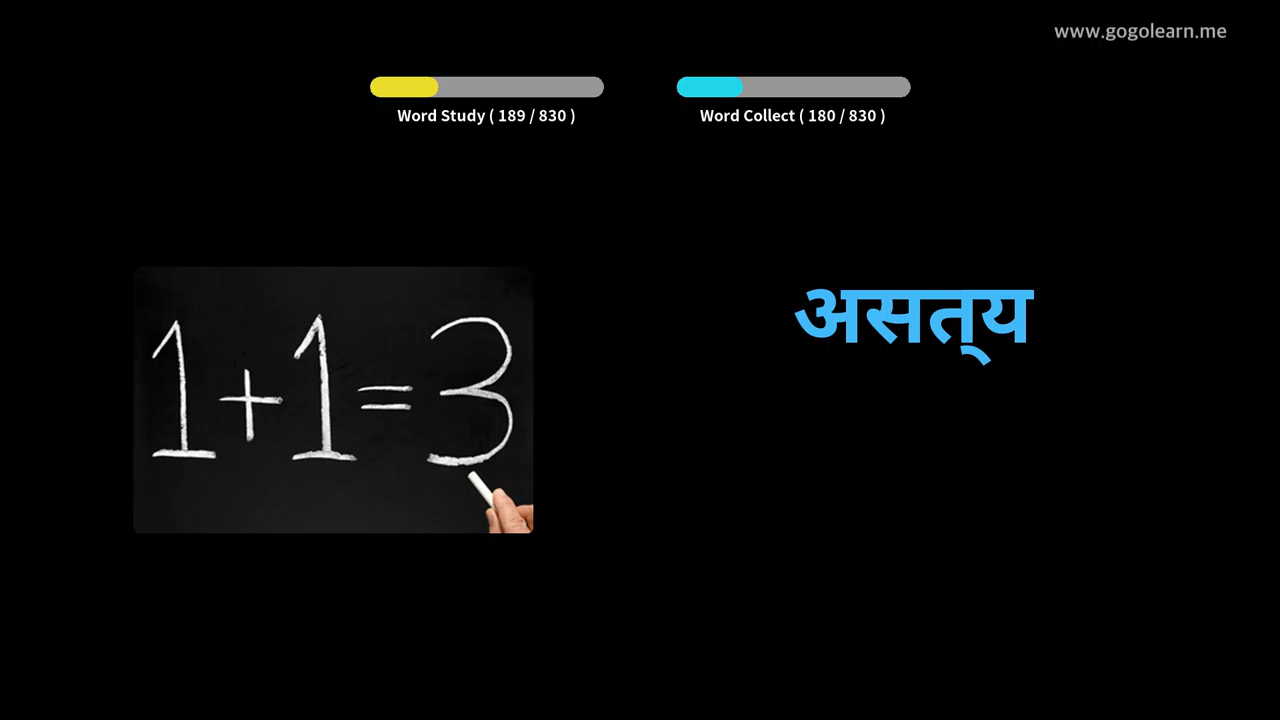 www.gogolearn.me
Word Study ( 189 / 830 )
Word Collect ( 180 / 830 )
1+1=3
असत्य